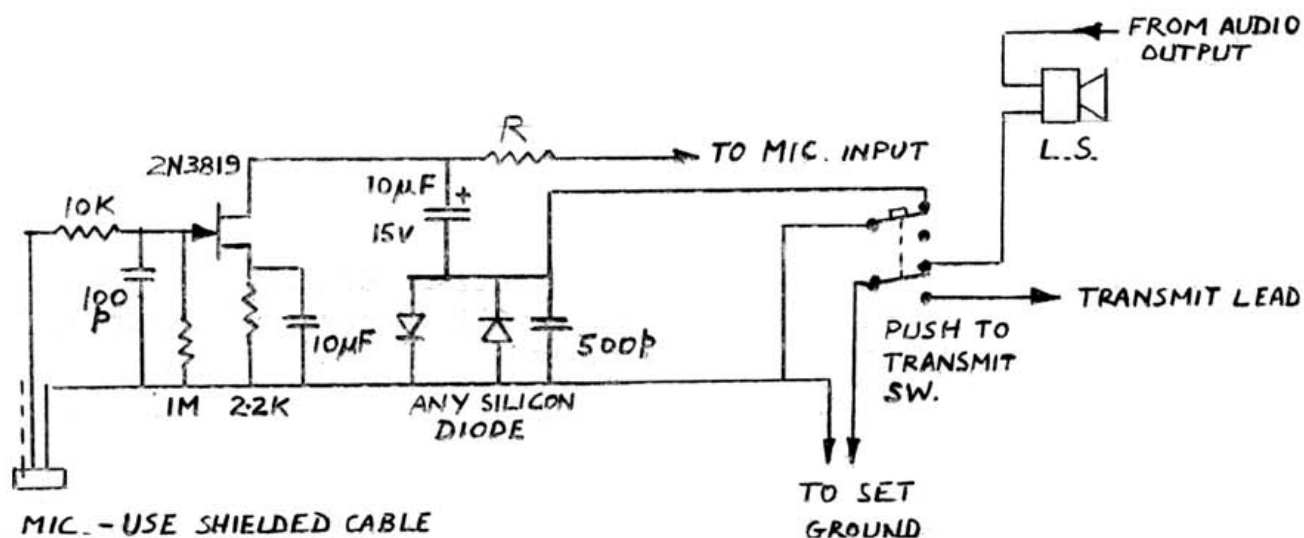 FROM AUDIO
OUTPUT
L.S.
R
TO MIC. INPUT
2N3819
10µF
+
15V
10K
100
p
10µF
500p
TRANSMIT LEAD
PUSH TO
TRANSMIT
SW.
1M
2.2K
ANY SILICON
DIODE
TO SET
GROUND
MIC. - USE SHIELDED CABLE